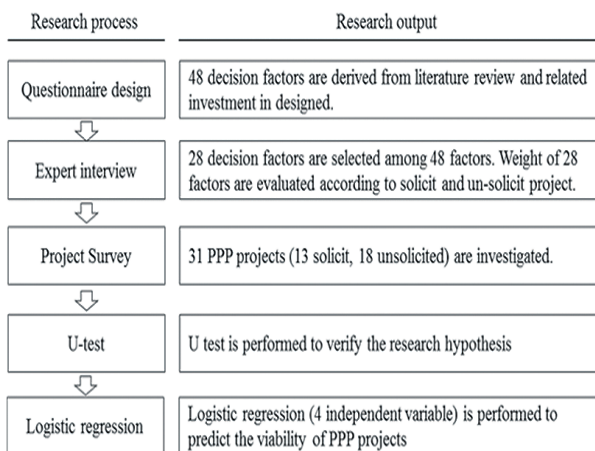 Research process
Research output
Questionnaire design
48 decision factors are derived from literature review and related
investment in designed.
Expert interview
28 decision factors are selected among 48 factors. Weight of 28
factors are evaluated according to solicit and un-solicit project.
Project Survey
31 PPP projects (13 solicit, 18 unsolicited) are investigated.
U-test
U test is performed to verify the research hypothesis
Logistic regression
Logistic regression (4 independent variable) is performed to
predict the viability of PPP projects